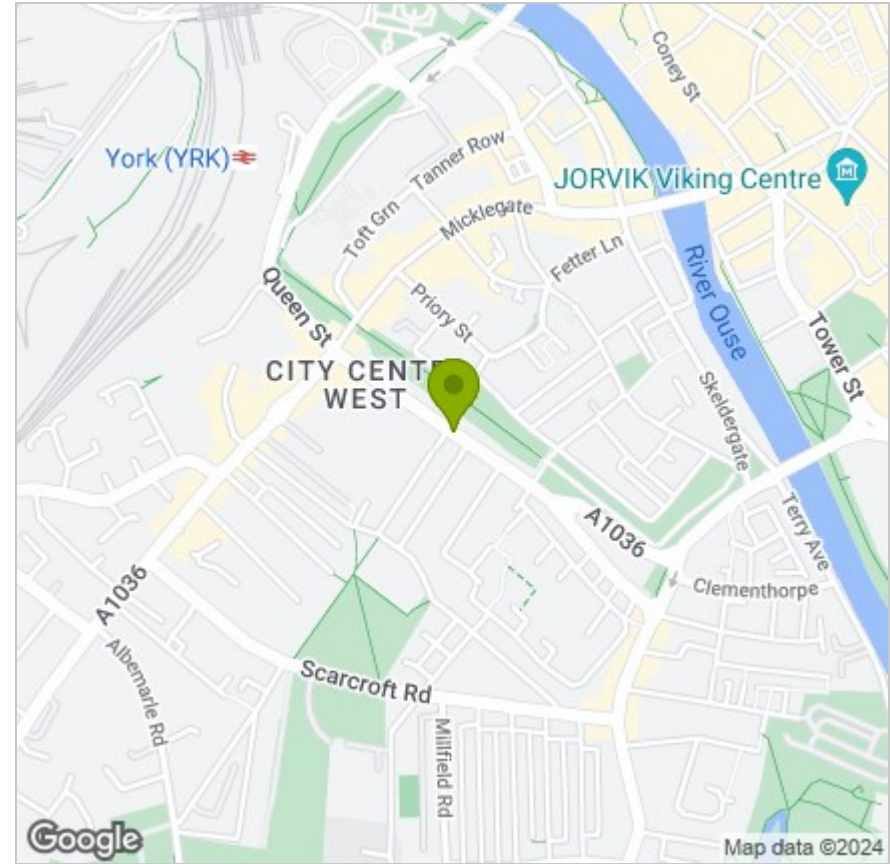 Coney St
York (YRK)
Tanner Row
JORVIK Viking Centre
Toft Grn
Micklegate
Fetter Ln
River Ouse
Queen St
Priory St
Tower St
CITY CENT
WEST
Skeldergate
A1036
Terry Ave
Clementhorpe
A1036
Albemarle Rd
Scarcroft Rd
Millfield Rd
Google
Map data ©2024